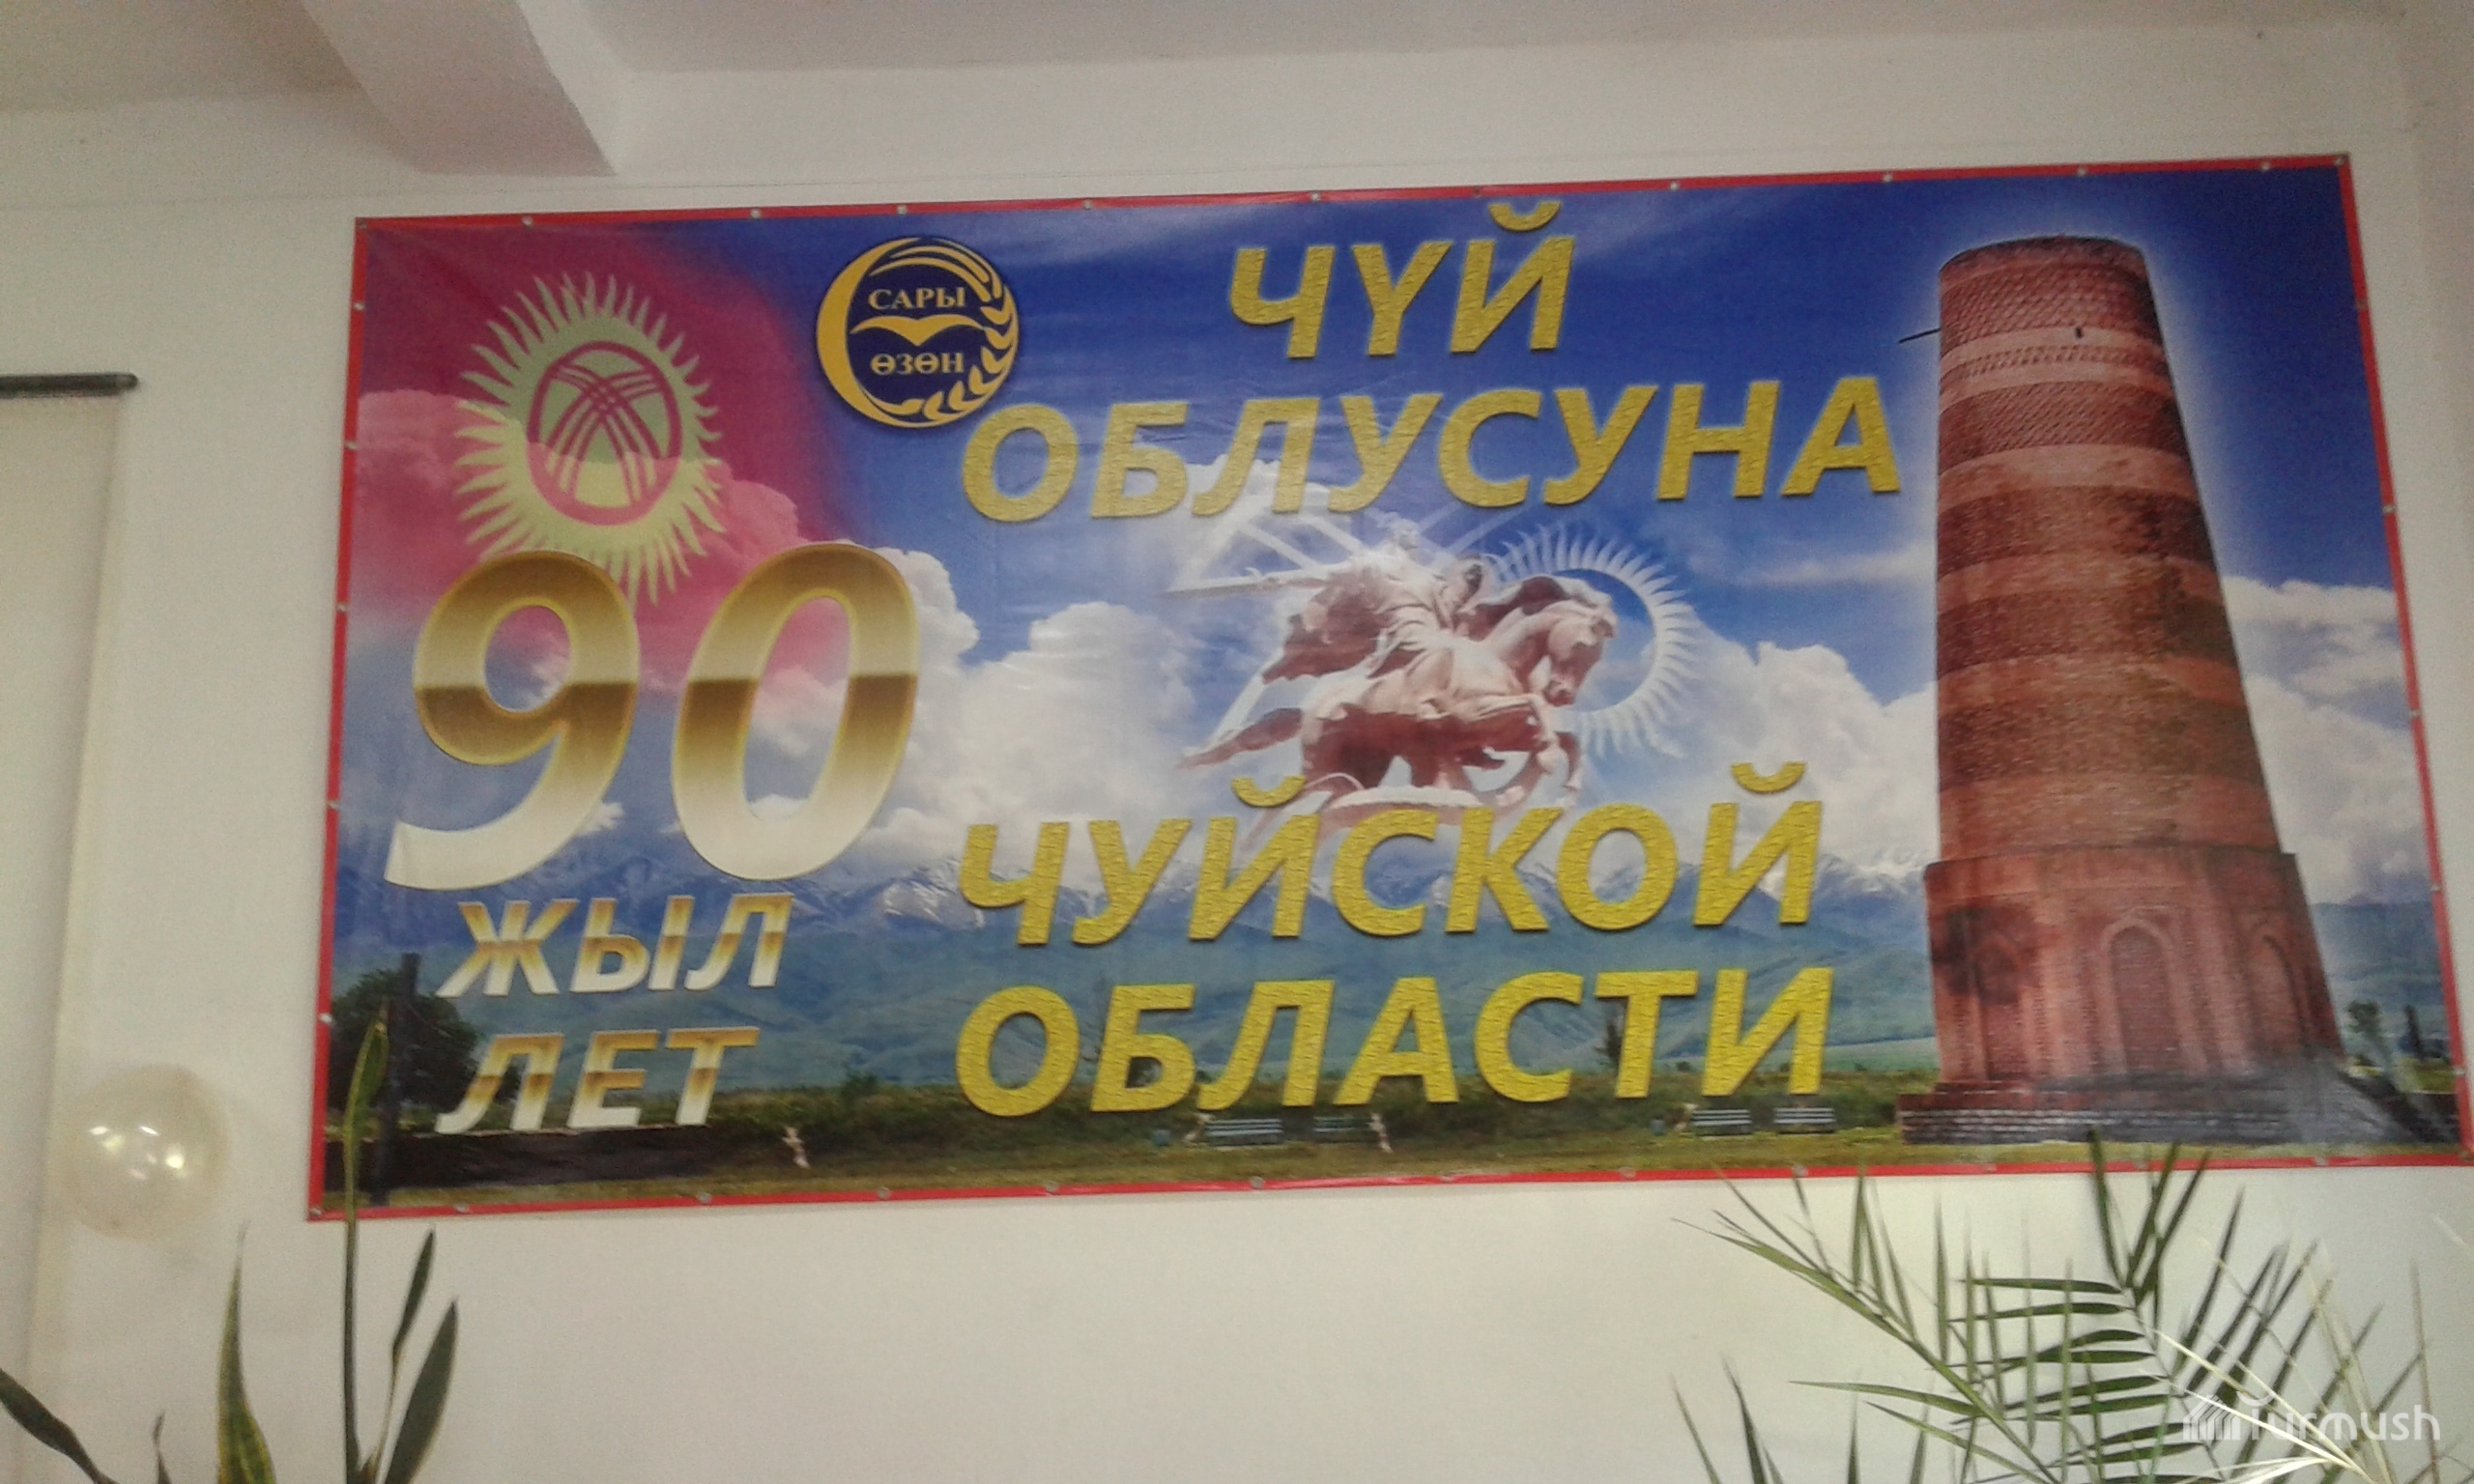 САРЫ
ӨЗӨН
ЧҮЙ
ОБЛУСУНА
90
ЖЫЛ
ЛЕТ
ЧУЙСКОЙ
ОБЛАСТИ
turmush